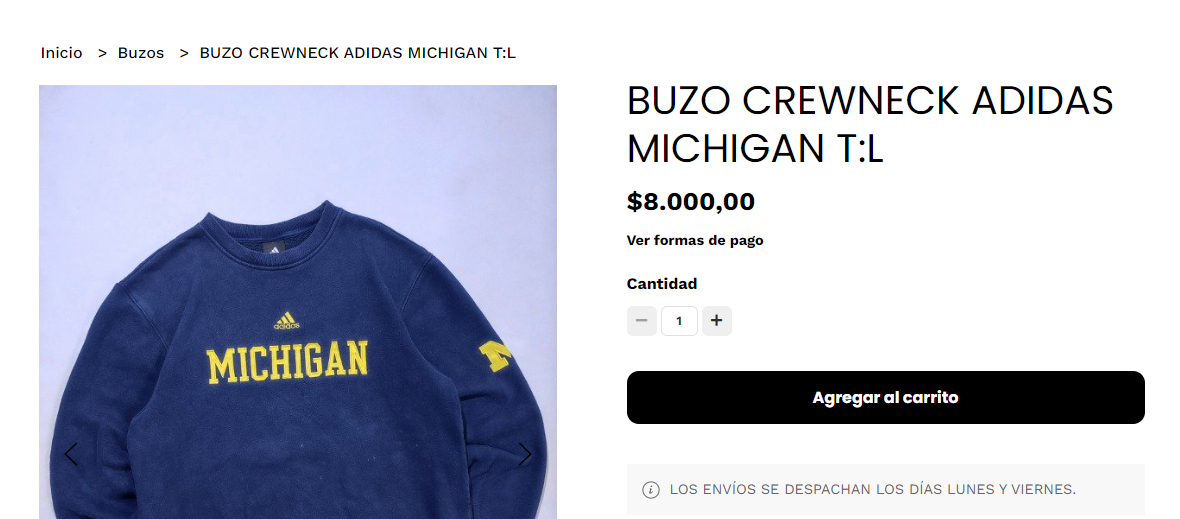 Inicio > Buzos > BUZO CREWNECK ADIDAS MICHIGAN T:L
BUZO CREWNECK ADIDAS
MICHIGAN T:L
$8.000,00
Ver formas de pago
Cantidad
− 1 +
Agregar al carrito
LOS ENVÍOS SE DESPACHAN LOS DÍAS LUNES Y VIERNES.
adidas
MICHIGAN
M